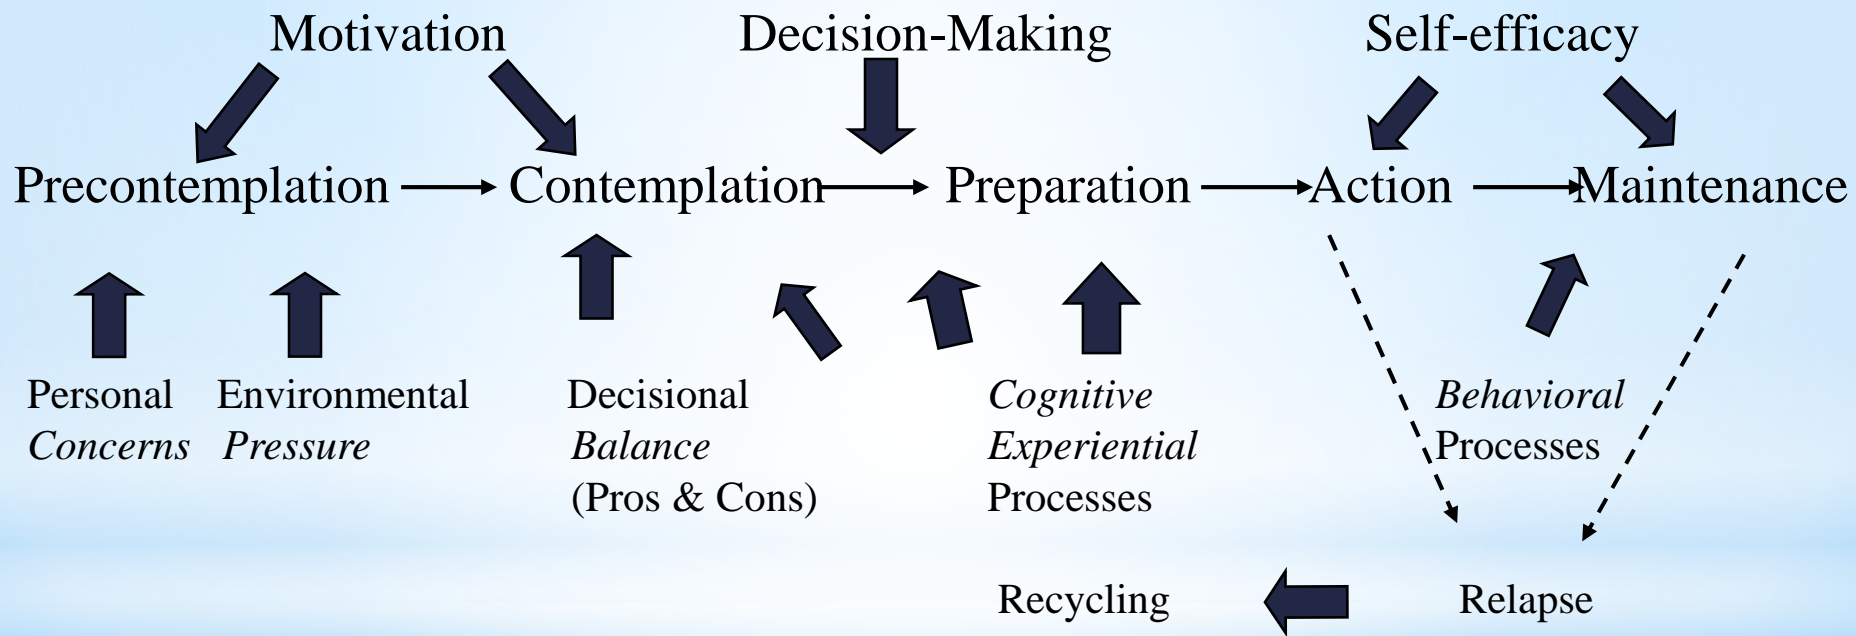 Motivation
Decision-Making
Self-efficacy
Precontemplation
Contemplation
Preparation
Action
Maintenance
Personal
Concerns
Environmental
Pressure
Decisional
Balance
(Pros & Cons)
Cognitive
Experiential
Processes
Behavioral
Processes
Recycling
Relapse